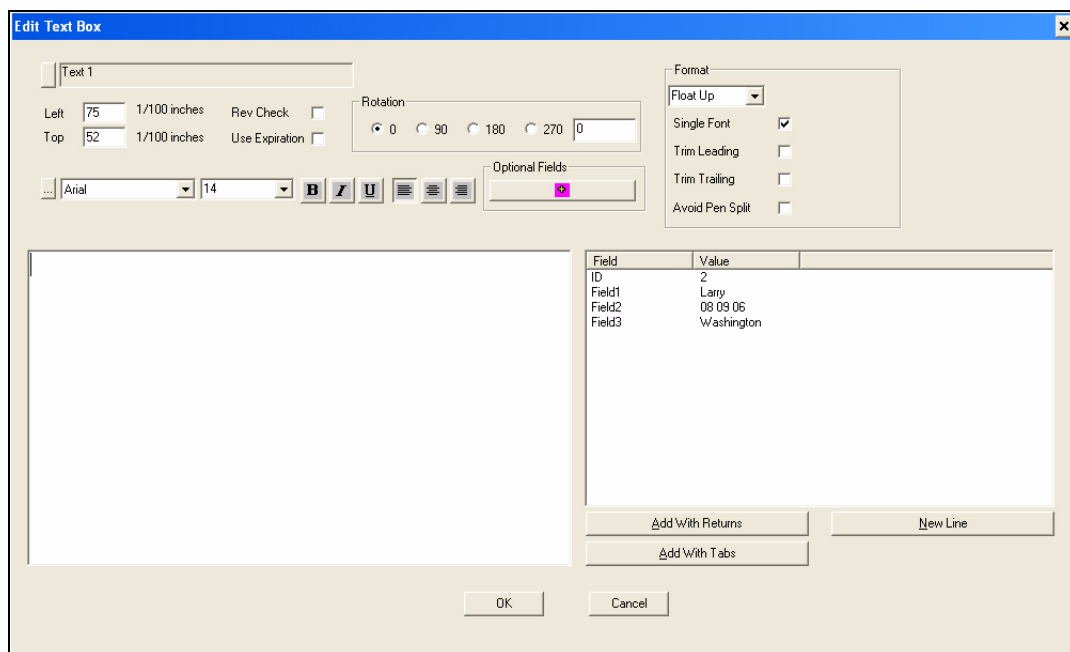 Edit Text Box
Text 1
Left 75 1/100 inches Rev Check
Top 52 1/100 inches Use Expiration
Rotation
0 90 180 270 0
Format
Float Up
Single Font
Trim Leading
Trim Trailing
Avoid Pen Split
... Arial 14 B I U
Optional Fields
Field Value
ID 2
Field1 Larry
Field2 08 09 06
Field3 Washington
Add With Returns New Line
Add With Tabs
OK Cancel